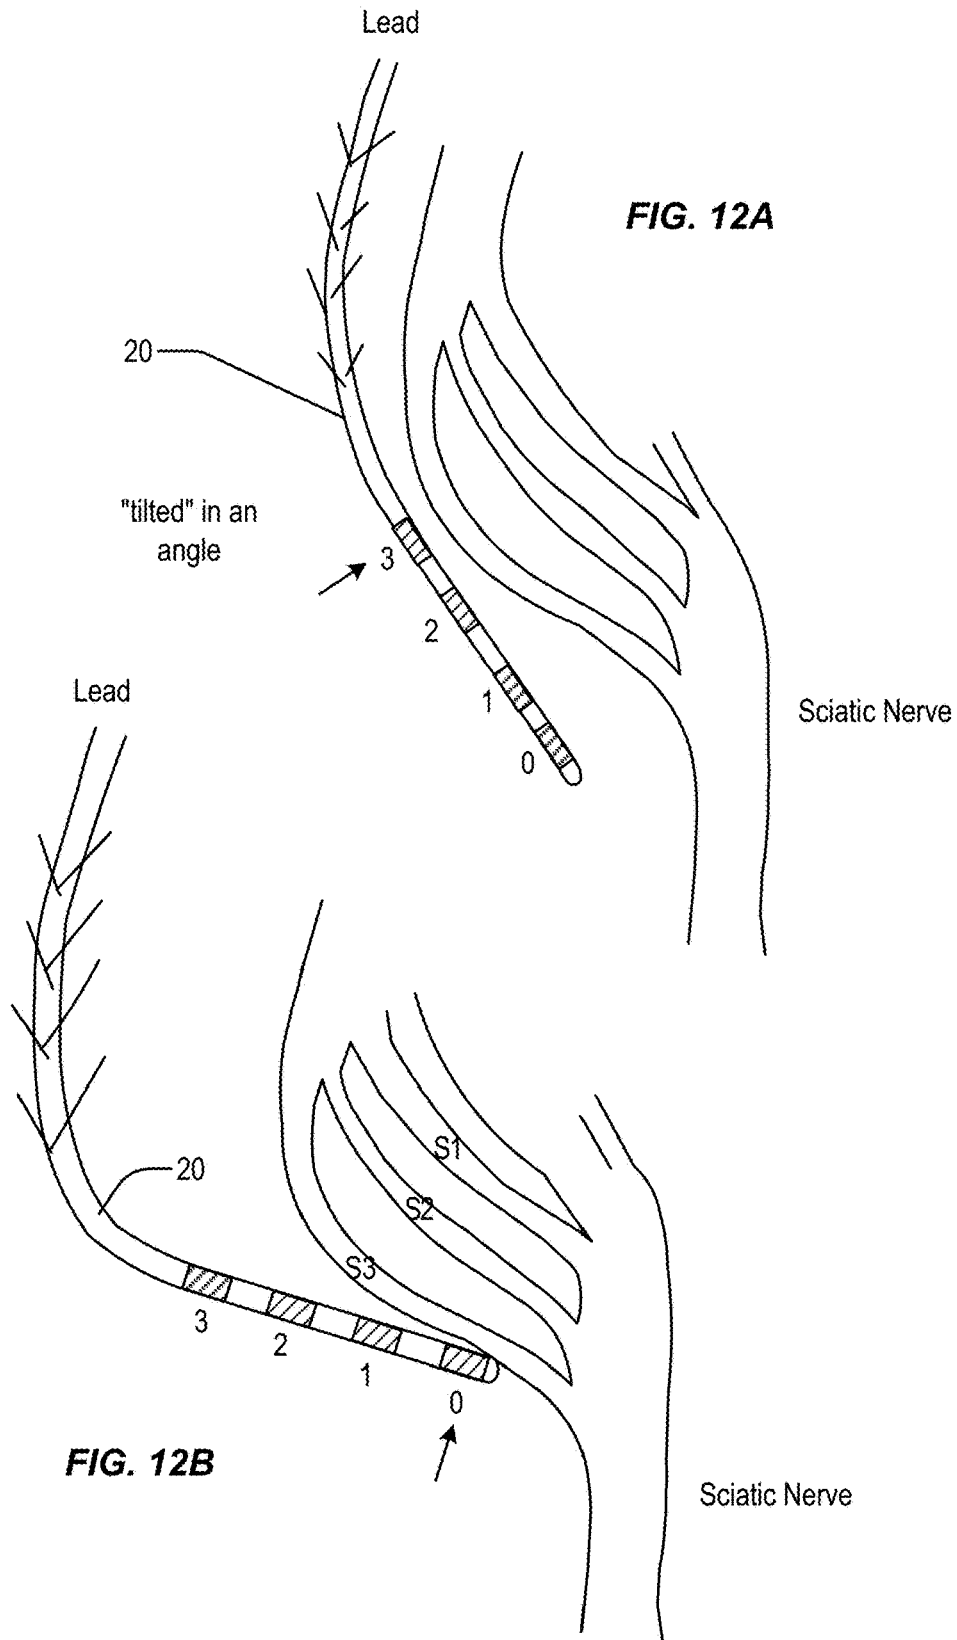 Lead
FIG. 12A
20
"tilted" in an
angle
3
2
1
0
Sciatic Nerve
Lead
S1
S2
S3
20
3
2
1
0
FIG. 12B
Sciatic Nerve